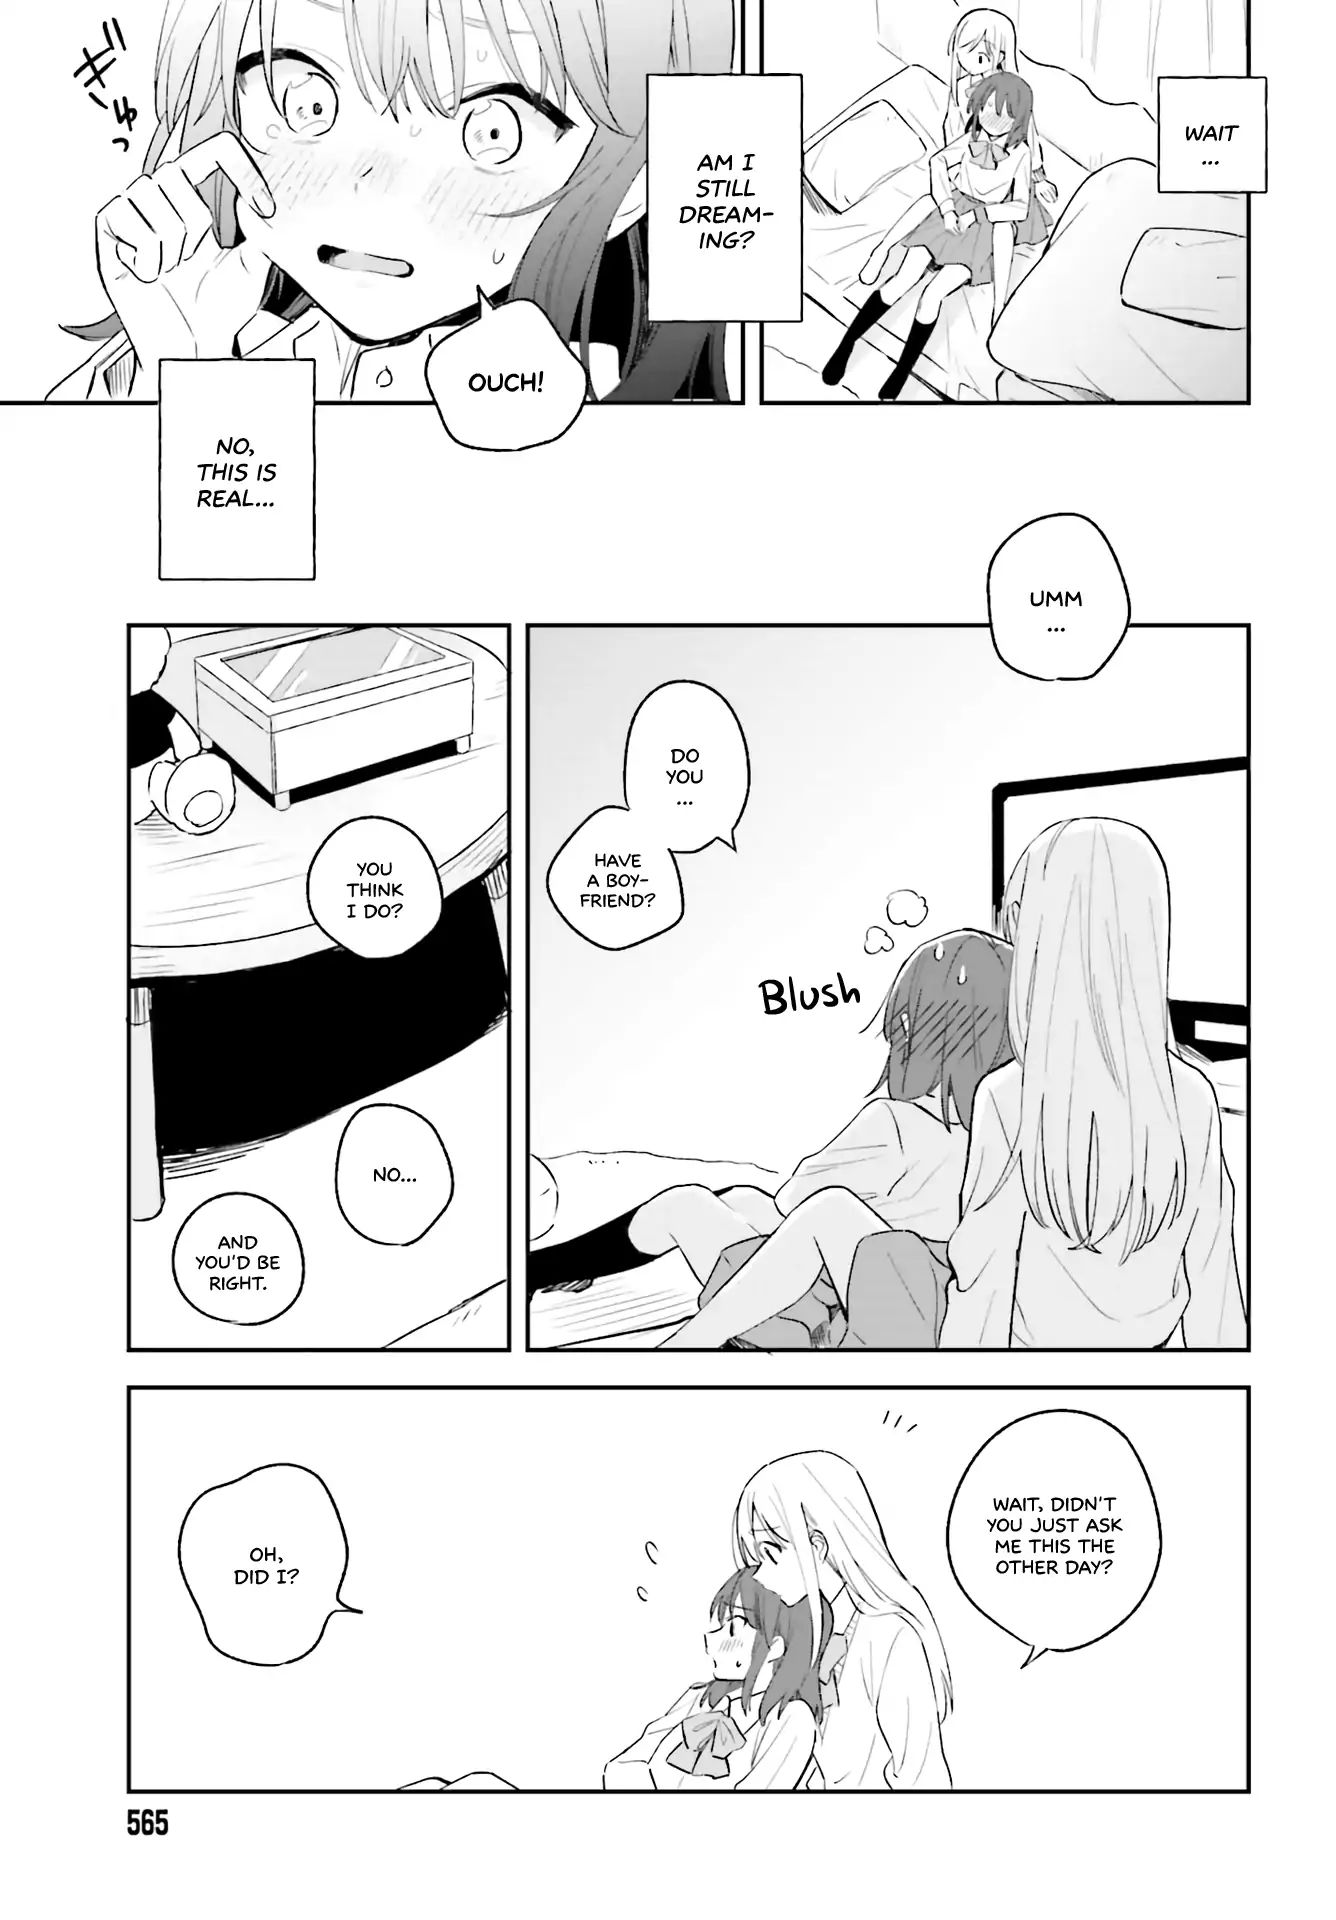 WAIT
...
AM I
STILL
DREAM-
ING?
ギ
ゅっ
OUCH!
NO,
THIS IS
REAL...
UMM
...
DO
YOU
...
HAVE
A BOY-
FRIEND?
Blush
YOU
THINK
I DO?
NO...
AND
YOU'D BE
RIGHT.
WAIT, DIDN'T
YOU JUST ASK
ME THIS THE
OTHER DAY?
OH,
DID I?
565